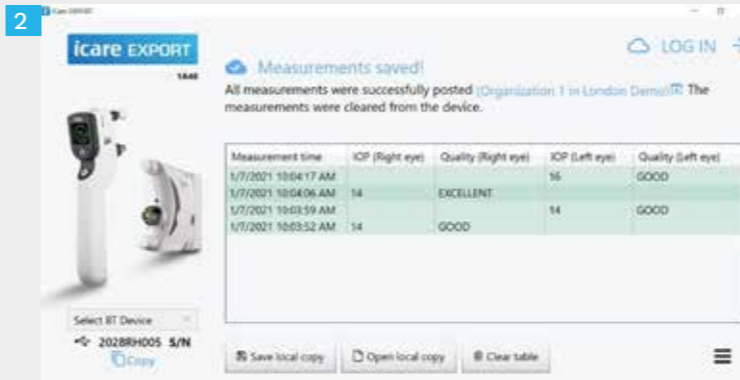 2
icare EXPORT
LOG IN
Measurements saved!
All measurements were successfully posted (Organization 1 in London Demo) The
measurements were cleared from the device.
Measurement time IOP (Right eye) Quality (Right eye) IOP (Left eye) Quality (Left eye)
1/7/2021 10:04:17 AM 16 GOOD
1/7/2021 10:04:06 AM 14 EXCELLENT
1/7/2021 10:03:59 AM 14 GOOD
1/7/2021 10:03:52 AM 14 GOOD
Select BT Device
2028RH005 S/N
Copy
Save local copy Open local copy Clear table